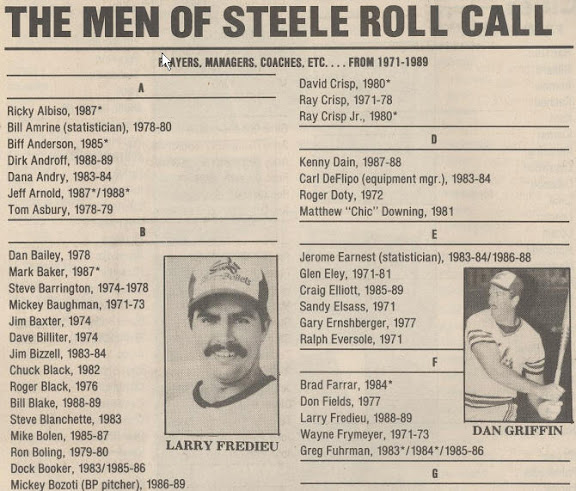 THE MEN OF STEELE ROLL CALL
PLAYERS, MANAGERS, COACHES, ETC. . . . FROM 1971-1989
A
Ricky Albiso, 1987*
Bill Amrine (statistician), 1978-80
Biff Anderson, 1985*
Dirk Androff, 1988-89
Dana Andry, 1983-84
Jeff Arnold, 1987*/1988*
Tom Asbury, 1978-79
B
Dan Bailey, 1978
Mark Baker, 1987*
Steve Barrington, 1974-1978
Mickey Baughman, 1971-73
Jim Baxter, 1974
Dave Billiter, 1974
Jim Bizzell, 1983-84
Chuck Black, 1982
Roger Black, 1976
Bill Blake, 1988-89
Steve Blanchette, 1983
Mike Bolen, 1985-87
Ron Boling, 1979-80
Dock Booker, 1983/1985-86
Mickey Bozoti (BP pitcher), 1986-89
LARRY FREDIEU
David Crisp, 1980*
Ray Crisp, 1971-78
Ray Crisp Jr., 1980*
D
Kenny Dain, 1987-88
Carl DeFlipo (equipment mgr.), 1983-84
Roger Doty, 1972
Matthew "Chic" Downing, 1981
E
Jerome Earnest (statistician), 1983-84/1986-88
Glen Eley, 1971-81
Craig Elliott, 1985-89
Sandy Elsass, 1971
Gary Ernshberger, 1977
Ralph Eversole, 1971
F
Brad Farrar, 1984*
Don Fields, 1977
Larry Fredieu, 1988-89
Wayne Frymeyer, 1971-73
Greg Fuhrman, 1983*/1984*/1985-86
DAN GRIFFIN
G